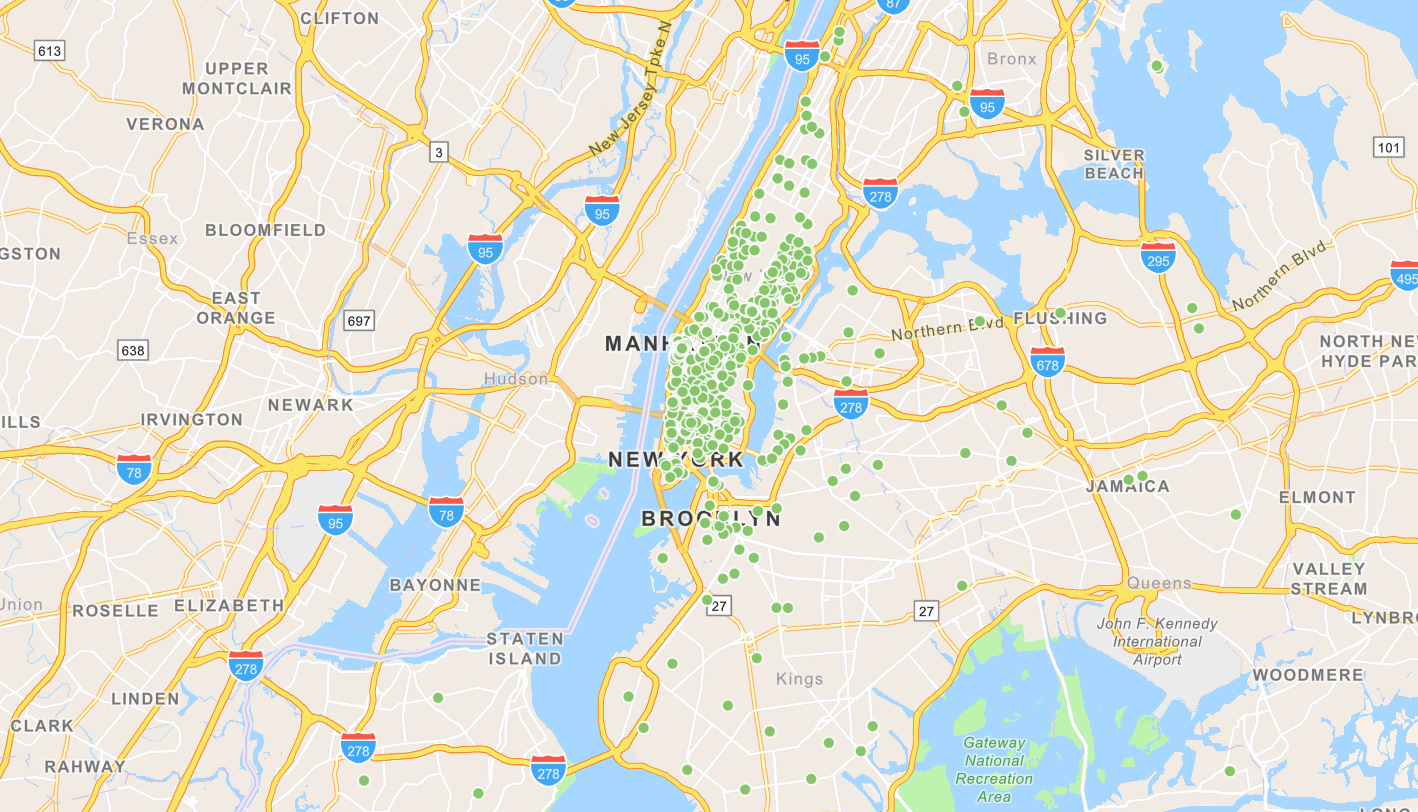 CLIFTON
87
613
95
Bronx
UPPER
MONTCLAIR
New Jersey Tpke N
95
VERONA
3
101
SILVER
BEACH
278
95
Essex
BLOOMFIELD
95
GSTON
295
Northern Blvd
495
EAST
ORANGE
697
FLUSHING
Northern Blvd
638
NORTH NE
HYDE PAR
678
Hudson
NEWARK
278
ILLS
IRVINGTON
NEW YORK
78
JAMAICA
ELMONT
78
95
BROOKLYN
BAYONNE
Queens
VALLEY
STREAM
Union
ROSELLE
ELIZABETH
27
27
LYNBR
John F. Kennedy
International
Airport
STATEN
ISLAND
278
Kings
WOODMERE
LINDEN
CLARK
278
Gateway
National
Recreation
Area
RAHWAY
278